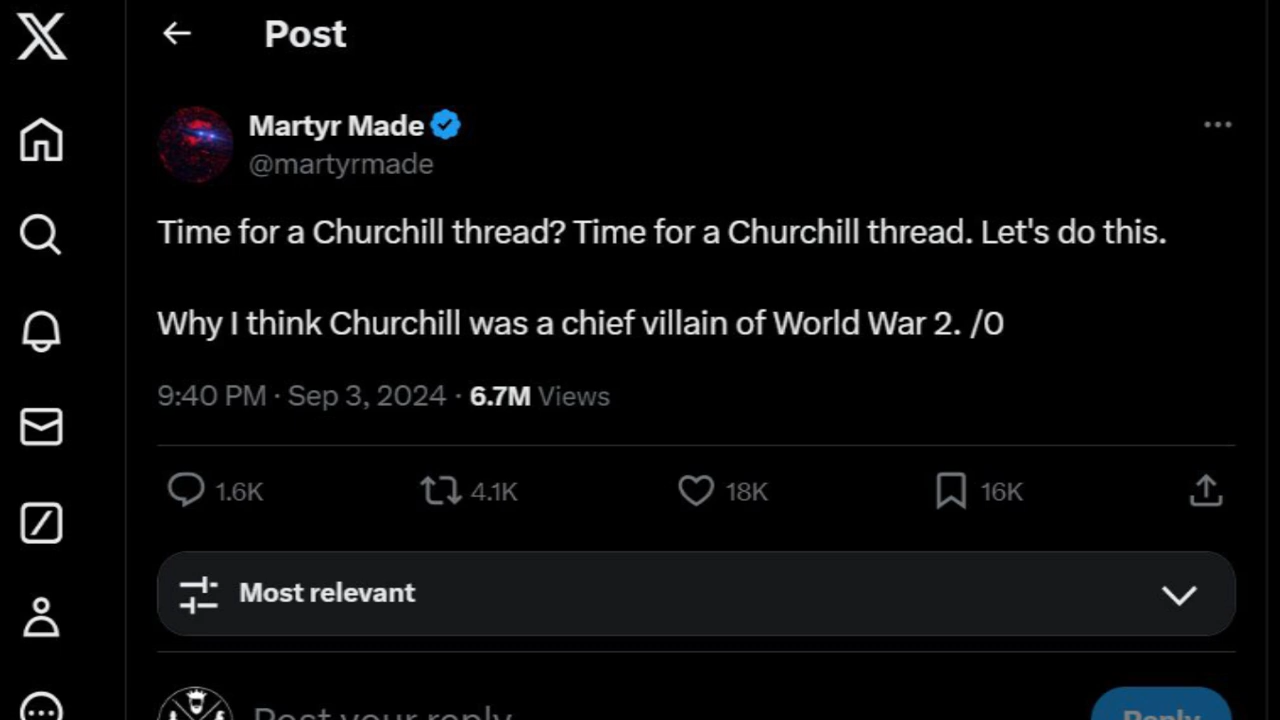 Post
Martyr Made
@martyrmade
Time for a Churchill thread? Time for a Churchill thread. Let's do this.
Why I think Churchill was a chief villain of World War 2. /0
9:40 PM · Sep 3, 2024 · 6.7M Views
1.6K 4.1K 18K 16K
Most relevant
Post your reply
Reply